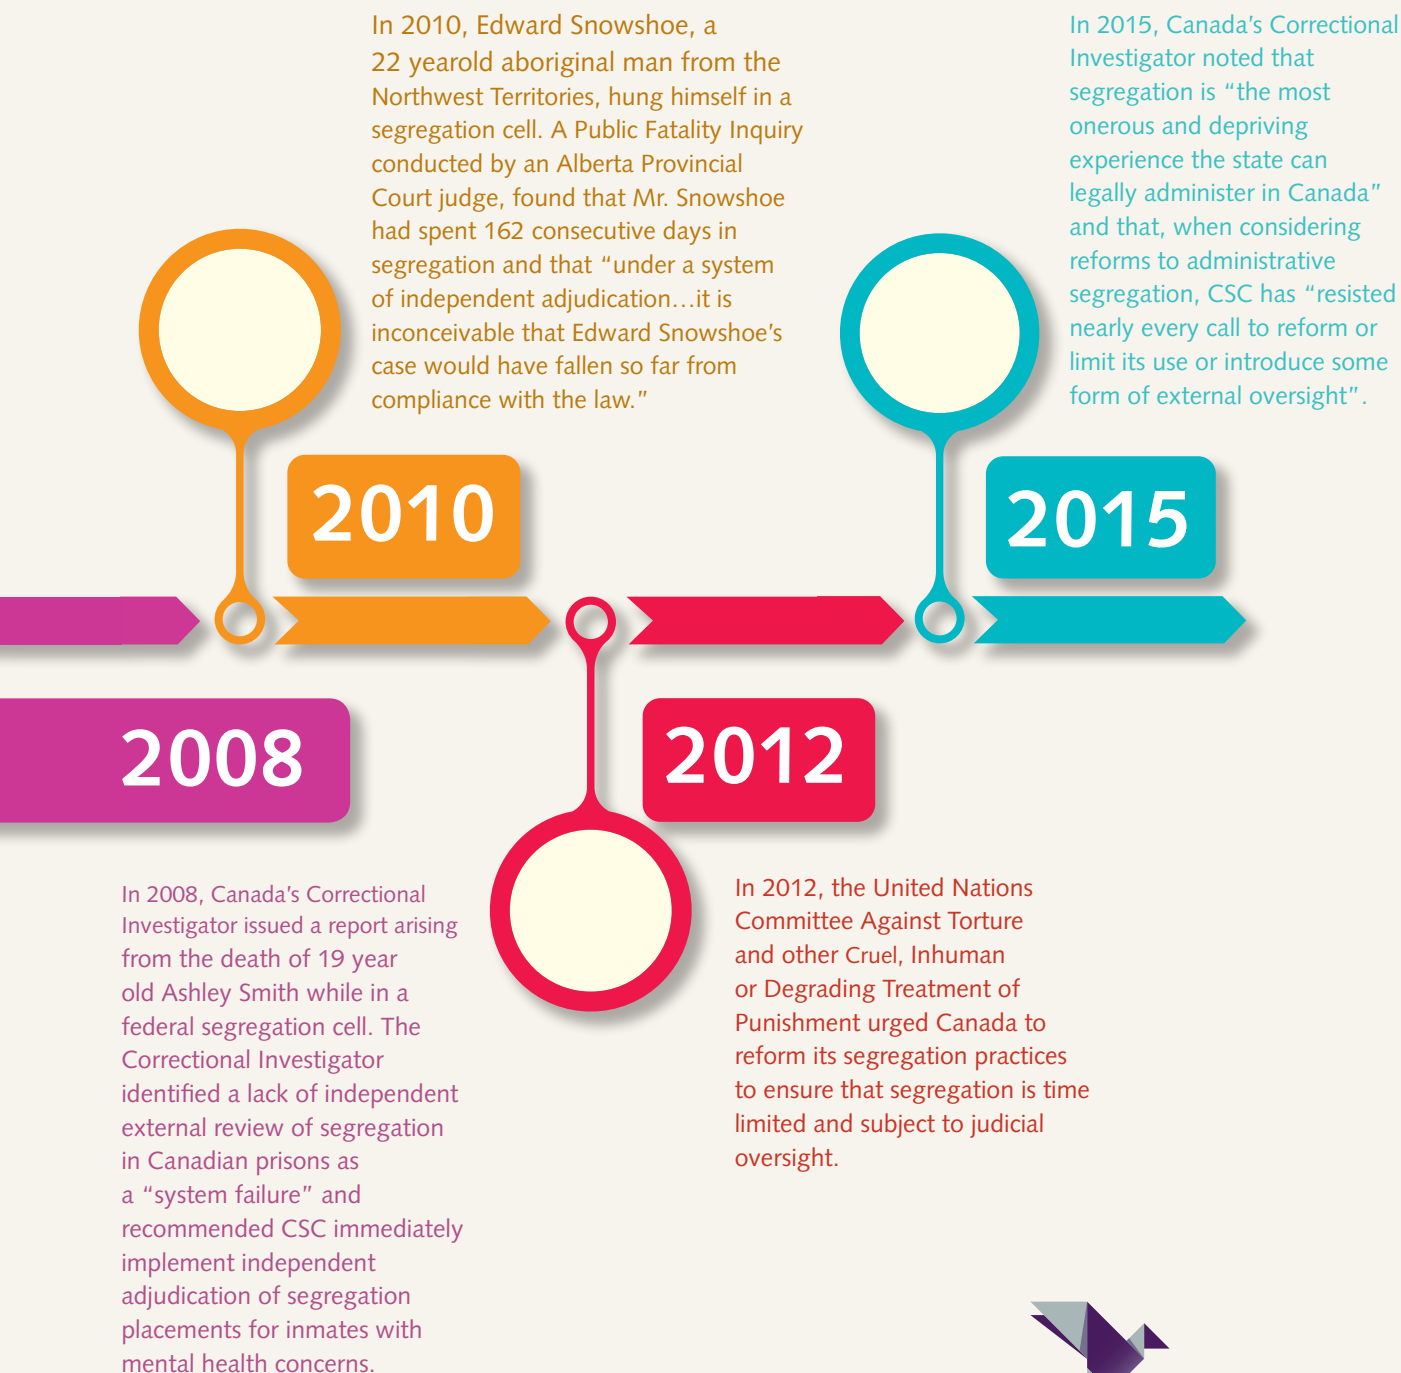 In 2010, Edward Snowshoe, a
22 yearold aboriginal man from the
Northwest Territories, hung himself in a
segregation cell. A Public Fatality Inquiry
conducted by an Alberta Provincial
Court judge, found that Mr. Snowshoe
had spent 162 consecutive days in
segregation and that “under a system
of independent adjudication…it is
inconceivable that Edward Snowshoe’s
case would have fallen so far from
compliance with the law.”
2010
In 2015, Canada’s Correctional
Investigator noted that
segregation is “the most
onerous and depriving
experience the state can
legally administer in Canada”
and that, when considering
reforms to administrative
segregation, CSC has “resisted
nearly every call to reform or
limit its use or introduce some
form of external oversight”.
2015
2008
In 2008, Canada’s Correctional
Investigator issued a report arising
from the death of 19 year
old Ashley Smith while in a
federal segregation cell. The
Correctional Investigator
identified a lack of independent
external review of segregation
in Canadian prisons as
a “system failure” and
recommended CSC immediately
implement independent
adjudication of segregation
placements for inmates with
mental health concerns.
2012
In 2012, the United Nations
Committee Against Torture
and other Cruel, Inhuman
or Degrading Treatment of
Punishment urged Canada to
reform its segregation practices
to ensure that segregation is time
limited and subject to judicial
oversight.